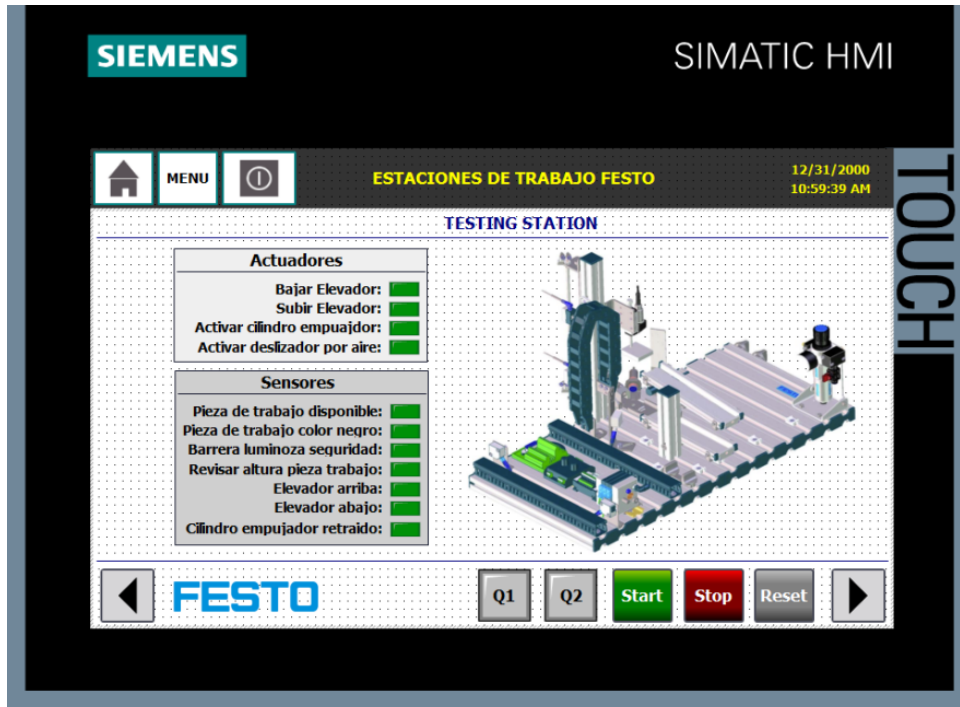 SIEMENS
SIMATIC HMI
TOUCH
MENU
ESTACIONES DE TRABAJO FESTO
12/31/2000
10:59:39 AM
TESTING STATION
Actuadores
Bajar Elevador:
Subir Elevador:
Activar cilindro empuajdor:
Activar deslizador por aire:
Sensores
Pieza de trabajo disponible:
Pieza de trabajo color negro:
Barrera luminoza seguridad:
Revisar altura pieza trabajo:
Elevador arriba:
Elevador abajo:
Cilindro empujador retraido:
FESTO
Q1
Q2
Start
Stop
Reset